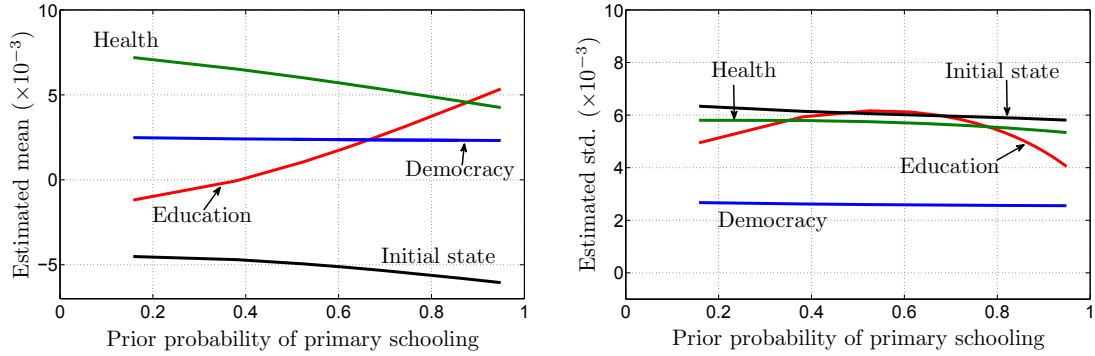 Estimated mean (×10⁻³)
10
5
0
−5
Health
Democracy
Education
Initial state
0
0.2
0.4
0.6
0.8
1
Prior probability of primary schooling
Estimated std. (×10⁻³)
10
8
6
4
2
0
Health
Initial state
Education
Democracy
0
0.2
0.4
0.6
0.8
1
Prior probability of primary schooling